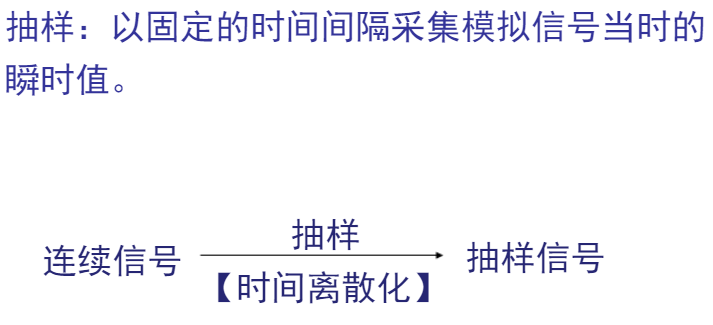 抽样：以固定的时间间隔采集模拟信号当时的
瞬时值。
抽样
连续信号 抽样信号
【时间离散化】